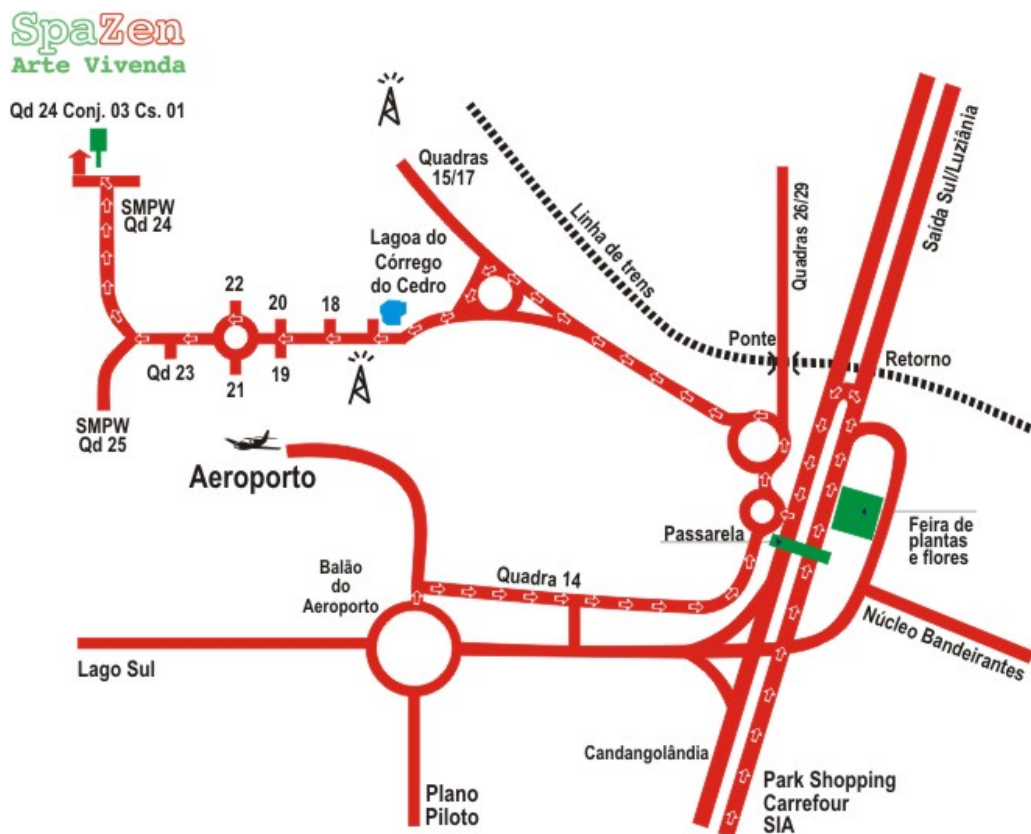 SpaZen
Arte Vivenda
Qd 24 Conj. 03 Cs. 01
Quadras
15/17
SMPW
Qd 24
Lagoa do
Córrego
do Cedro
Linha de trens
Quadras 26/29
Saída Sul/Luziânia
22
20
18
Ponte
Retorno
Qd 23
21
19
SMPW
Qd 25
Aeroporto
Passarela
Feira de
plantas
e flores
Balão
do
Aeroporto
Quadra 14
Núcleo Bandeirantes
Lago Sul
Candangolândia
Plano
Piloto
Park Shopping
Carrefour
SIA